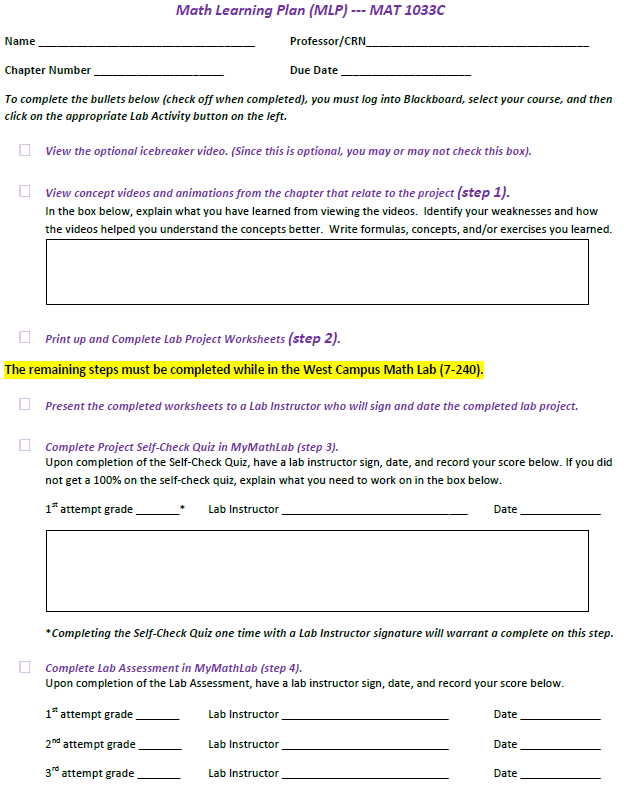 Math Learning Plan (MLP) --- MAT 1033C
Name ___________________________________ Professor/CRN____________________________________
Chapter Number _____________________ Due Date _____________________
To complete the bullets below (check off when completed), you must log into Blackboard, select your course, and then
click on the appropriate Lab Activity button on the left.
View the optional icebreaker video. (Since this is optional, you may or may not check this box).
View concept videos and animations from the chapter that relate to the project (step 1).
In the box below, explain what you have learned from viewing the videos. Identify your weaknesses and how
the videos helped you understand the concepts better. Write formulas, concepts, and/or exercises you learned.
Print up and Complete Lab Project Worksheets (step 2).
The remaining steps must be completed while in the West Campus Math Lab (7-240).
Present the completed worksheets to a Lab Instructor who will sign and date the completed lab project.
Complete Project Self-Check Quiz in MyMathLab (step 3).
Upon completion of the Self-Check Quiz, have a lab instructor sign, date, and record your score below. If you did
not get a 100% on the self-check quiz, explain what you need to work on in the box below.
1st attempt grade _______* Lab Instructor ______________________________ Date _____________
*Completing the Self-Check Quiz one time with a Lab Instructor signature will warrant a complete on this step.
Complete Lab Assessment in MyMathLab (step 4).
Upon completion of the Lab Assessment, have a lab instructor sign, date, and record your score below.
1st attempt grade _______ Lab Instructor ___________________________ Date _____________
2nd attempt grade _______ Lab Instructor ___________________________ Date _____________
3rd attempt grade _______ Lab Instructor ___________________________ Date _____________